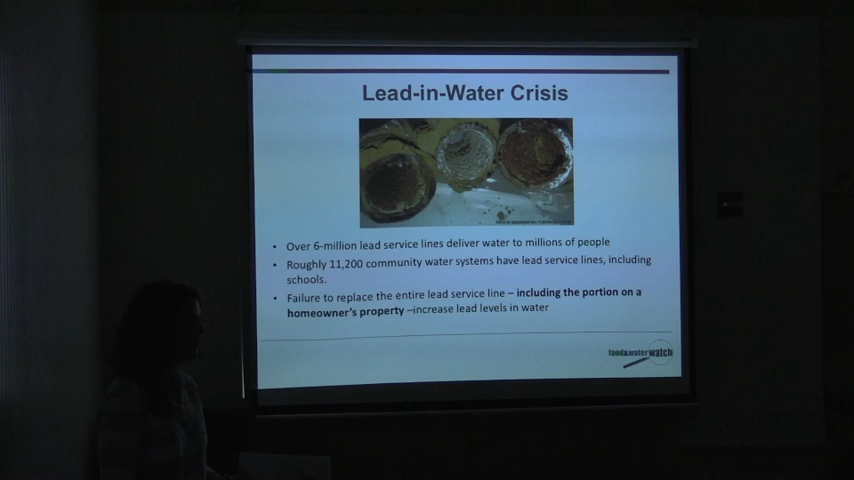 Lead-in-Water Crisis
• Over 6-million lead service lines deliver water to millions of people
• Roughly 11,200 community water systems have lead service lines, including
schools.
• Failure to replace the entire lead service line – including the portion on a
homeowner's property –increase lead levels in water
food&waterwatch